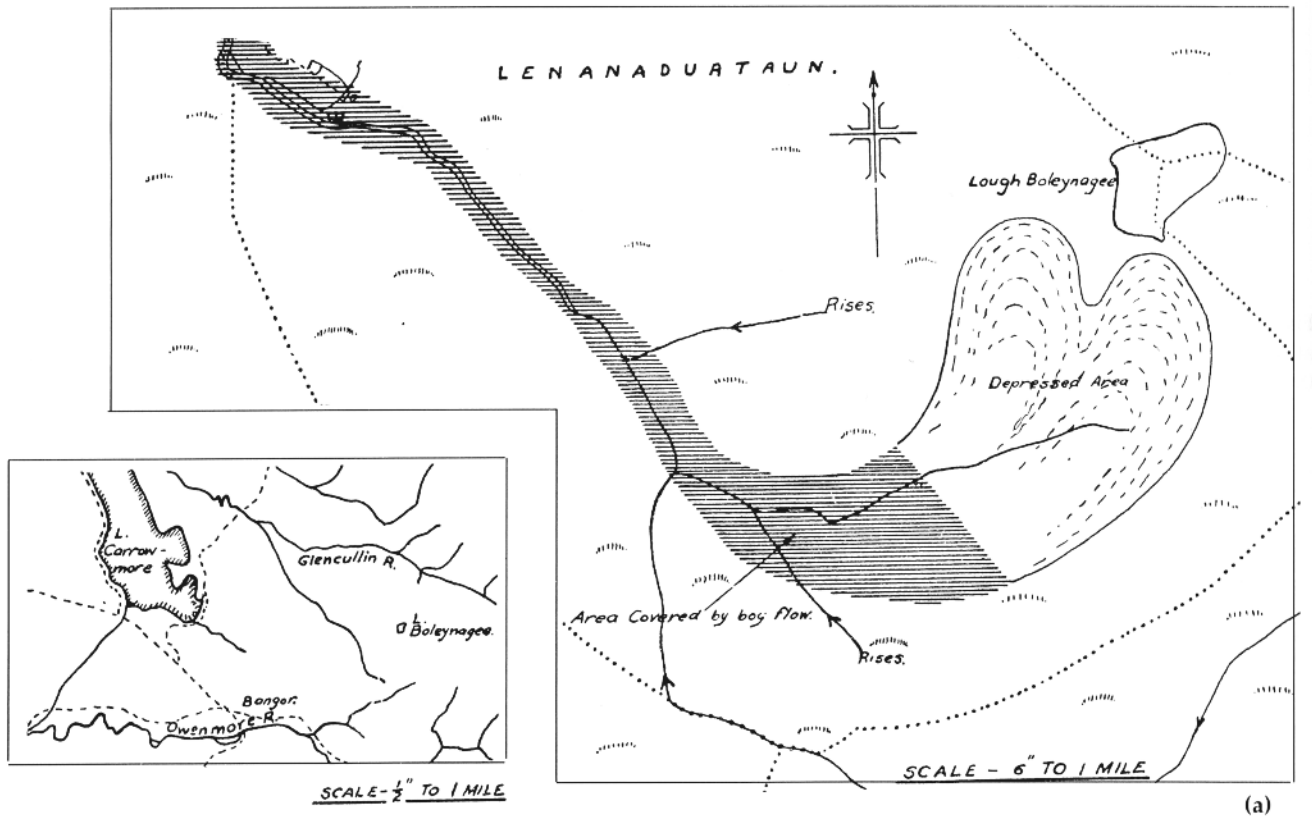 LENANADUATAUN.
Lough Boleynagee
Rises.
Depressed Area
Area Covered by bog flow.
Rises.
SCALE - 6" TO 1 MILE
L.
Carrow-
more
Glencullin R.
L.
Boleynagee.
Bangor.
Owenmore R.
SCALE - ½" TO 1 MILE
(a)